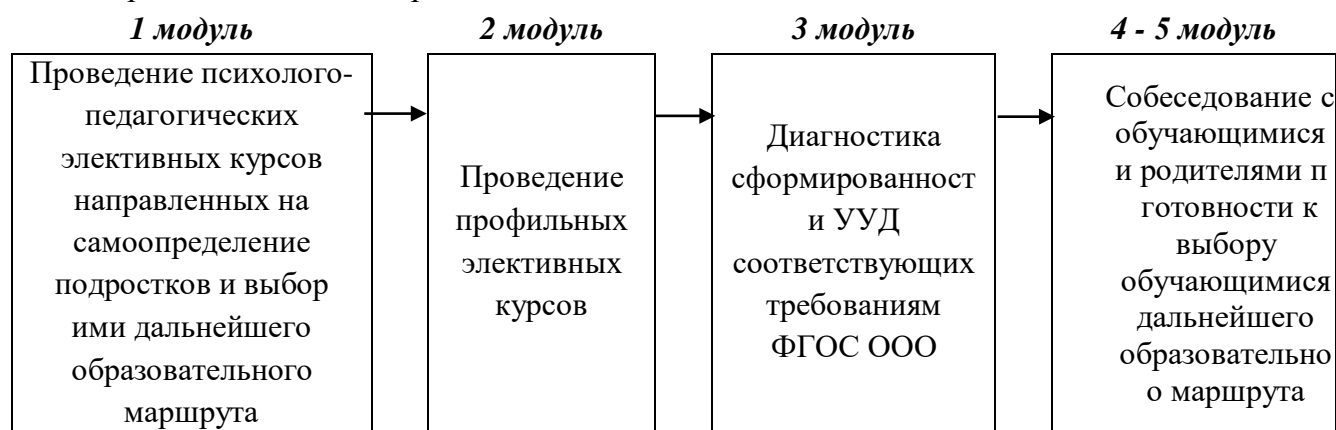 1 модуль
2 модуль
3 модуль
4 - 5 модуль
Проведение психолого-
педагогических
элективных курсов
направленных на
самоопределение
подростков и выбор
ими дальнейшего
образовательного
маршрута
Проведение
профильных
элективных
курсов
Диагностика
сформированност
и УУД
соответствующих
требованиям
ФГОС ООО
Собеседование с
обучающимися
и родителями п
готовности к
выбору
обучающимися
дальнейшего
образовательно
о маршрута